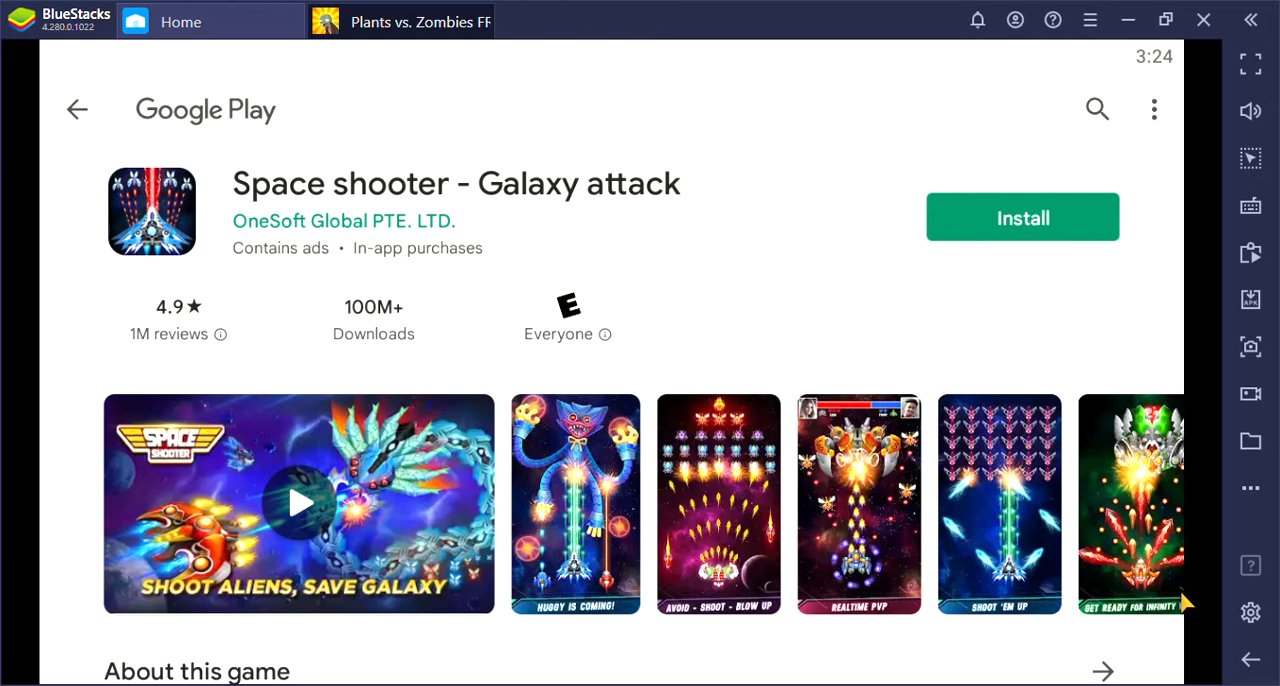 BlueStacks
4.280.0.1022
Home
Plants vs. Zombies FF
3:24
Google Play
Space shooter - Galaxy attack
OneSoft Global PTE. LTD.
Contains ads • In-app purchases
Install
4.9★
1M reviews
100M+
Downloads
E
Everyone
SPACE
SHOOTER
SHOOT ALIENS, SAVE GALAXY
HUGGY IS COMING!
AVOID - SHOOT - BLOW UP
REALTIME PVP
SHOOT 'EM UP
GET READY FOR INFINITY
APK
About this game